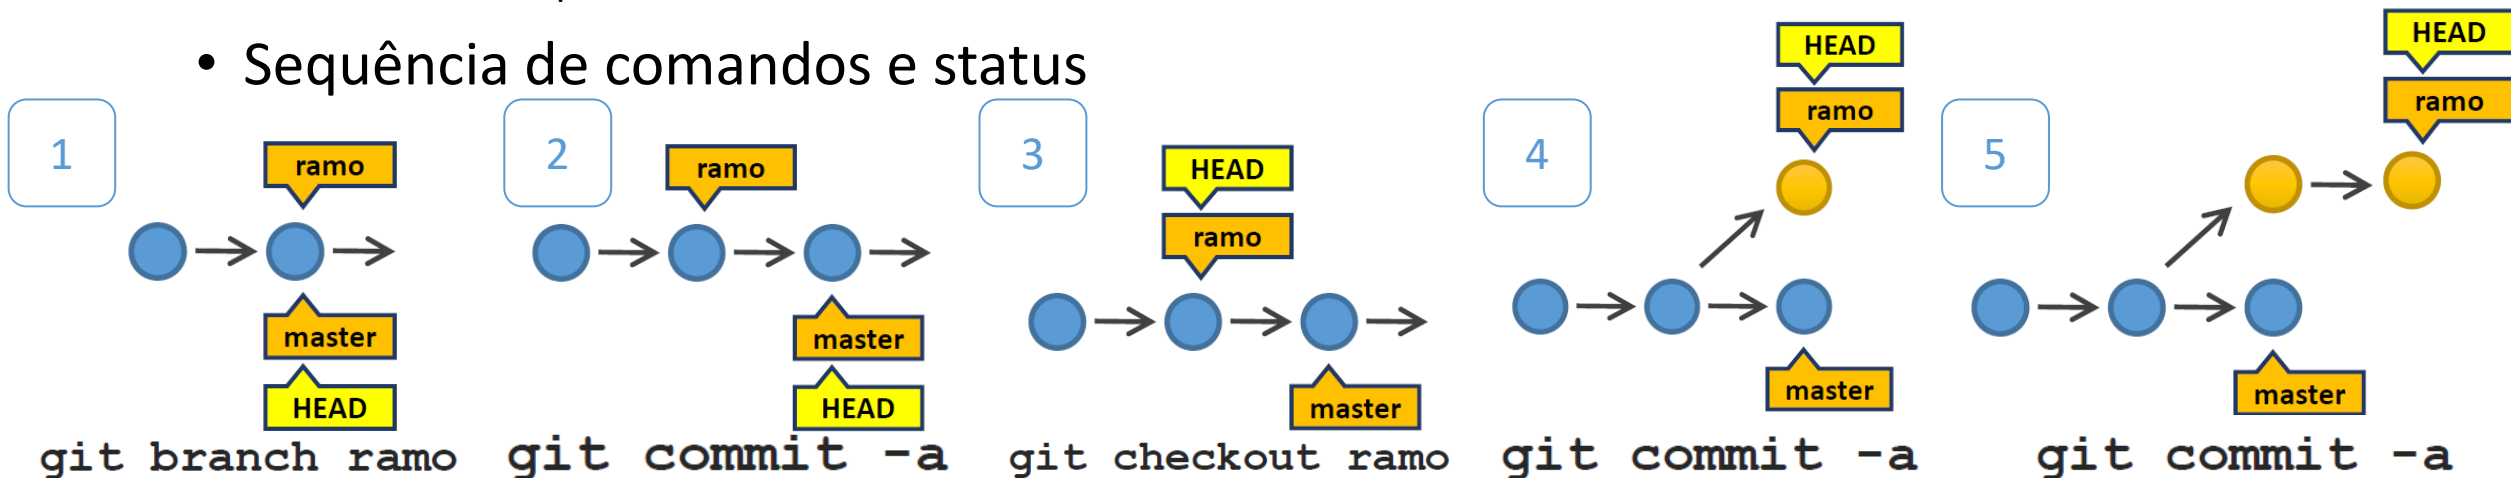 • Sequência de comandos e status
1
ramo
master
HEAD
git branch ramo
2
ramo
master
HEAD
git commit -a
3
HEAD
ramo
master
git checkout ramo
4
HEAD
ramo
master
git commit -a
5
HEAD
ramo
master
git commit -a